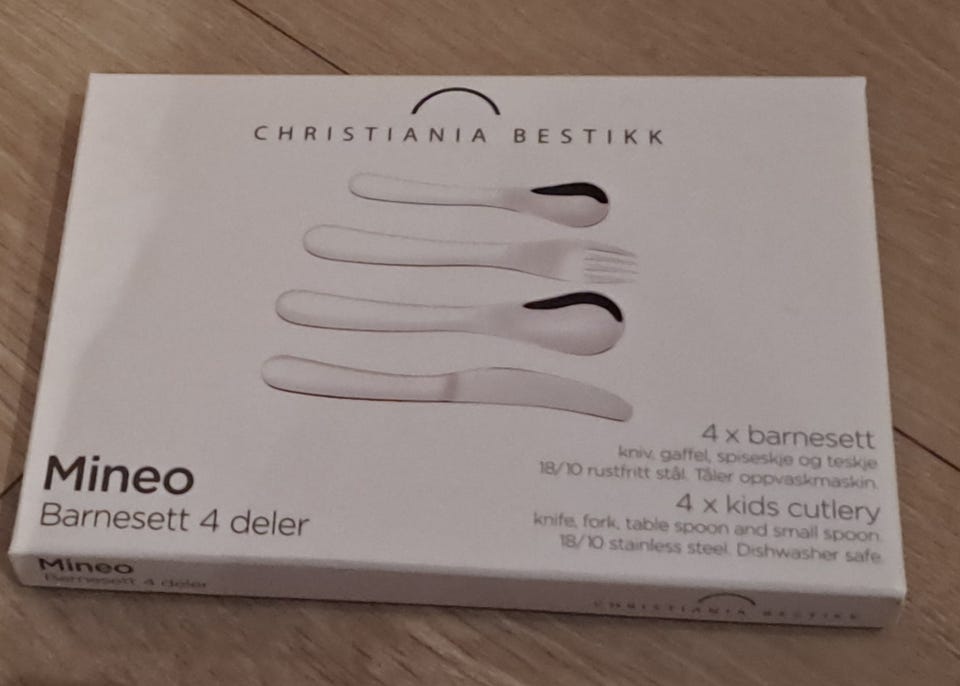 CHRISTIANIA BESTIKK
4 x barnesett
kniv, gaffel, spiseskje og teskje
18/10 rustfritt stål. Tåler oppvaskmaskin.
4 x kids cutlery
knife, fork, table spoon and small spoon.
18/10 stainless steel. Dishwasher safe.
Mineo
Barnesett 4 deler
Mineo
Barnesett 4 deler
CHRISTIANIA BESTIKK